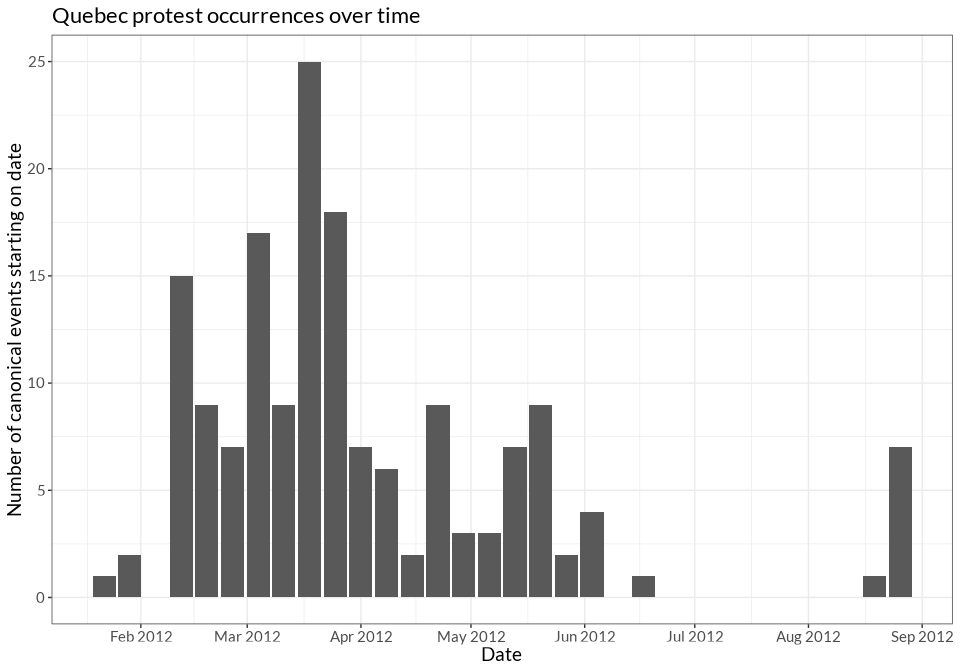 Quebec protest occurrences over time
Number of canonical events starting on date
25
20
15
10
5
0
Feb 2012 Mar 2012 Apr 2012 May 2012 Jun 2012 Jul 2012 Aug 2012 Sep 2012
Date